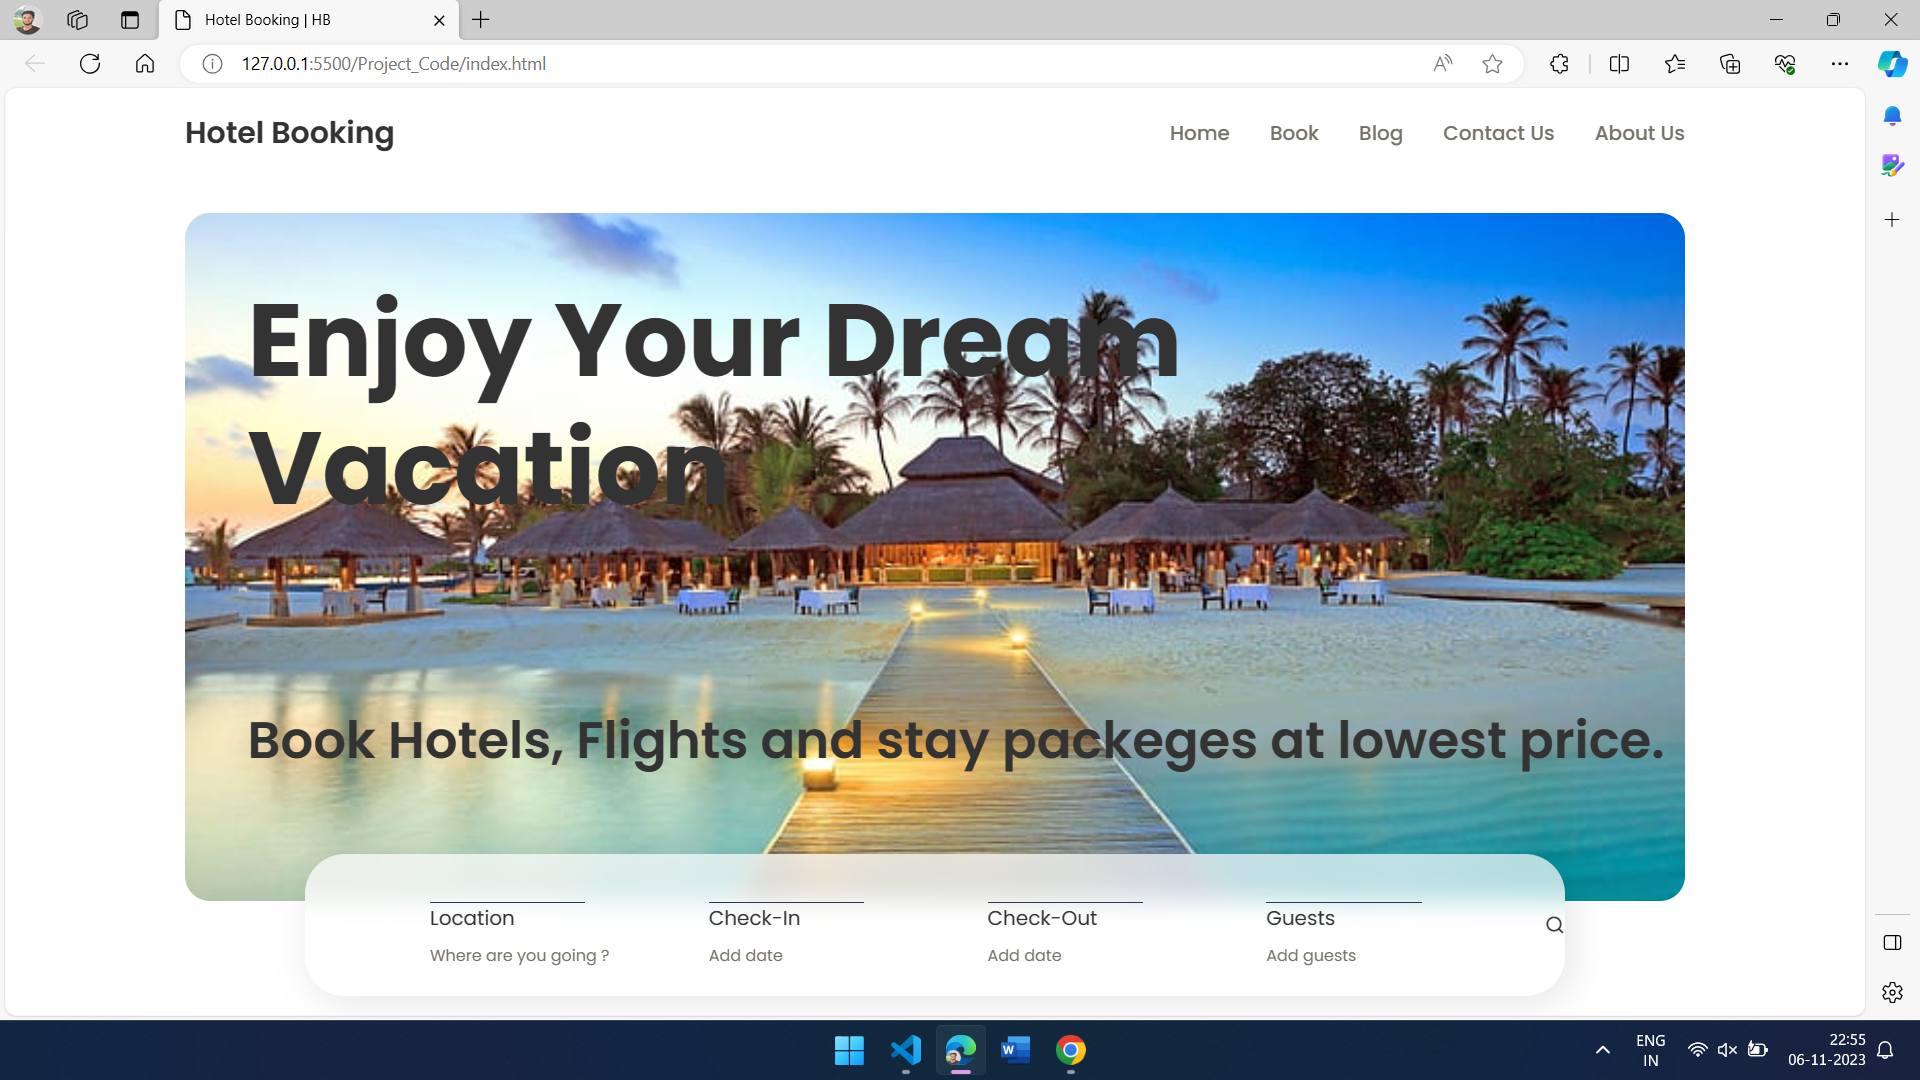 Hotel Booking | HB
127.0.0.1:5500/Project_Code/index.html
Hotel Booking
Home Book Blog Contact Us About Us
Enjoy Your Dream
Vacation
Book Hotels, Flights and stay packeges at lowest price.
Location Check-In Check-Out Guests
Where are you going ? Add date Add date Add guests
ENG 22:55
IN 06-11-2023